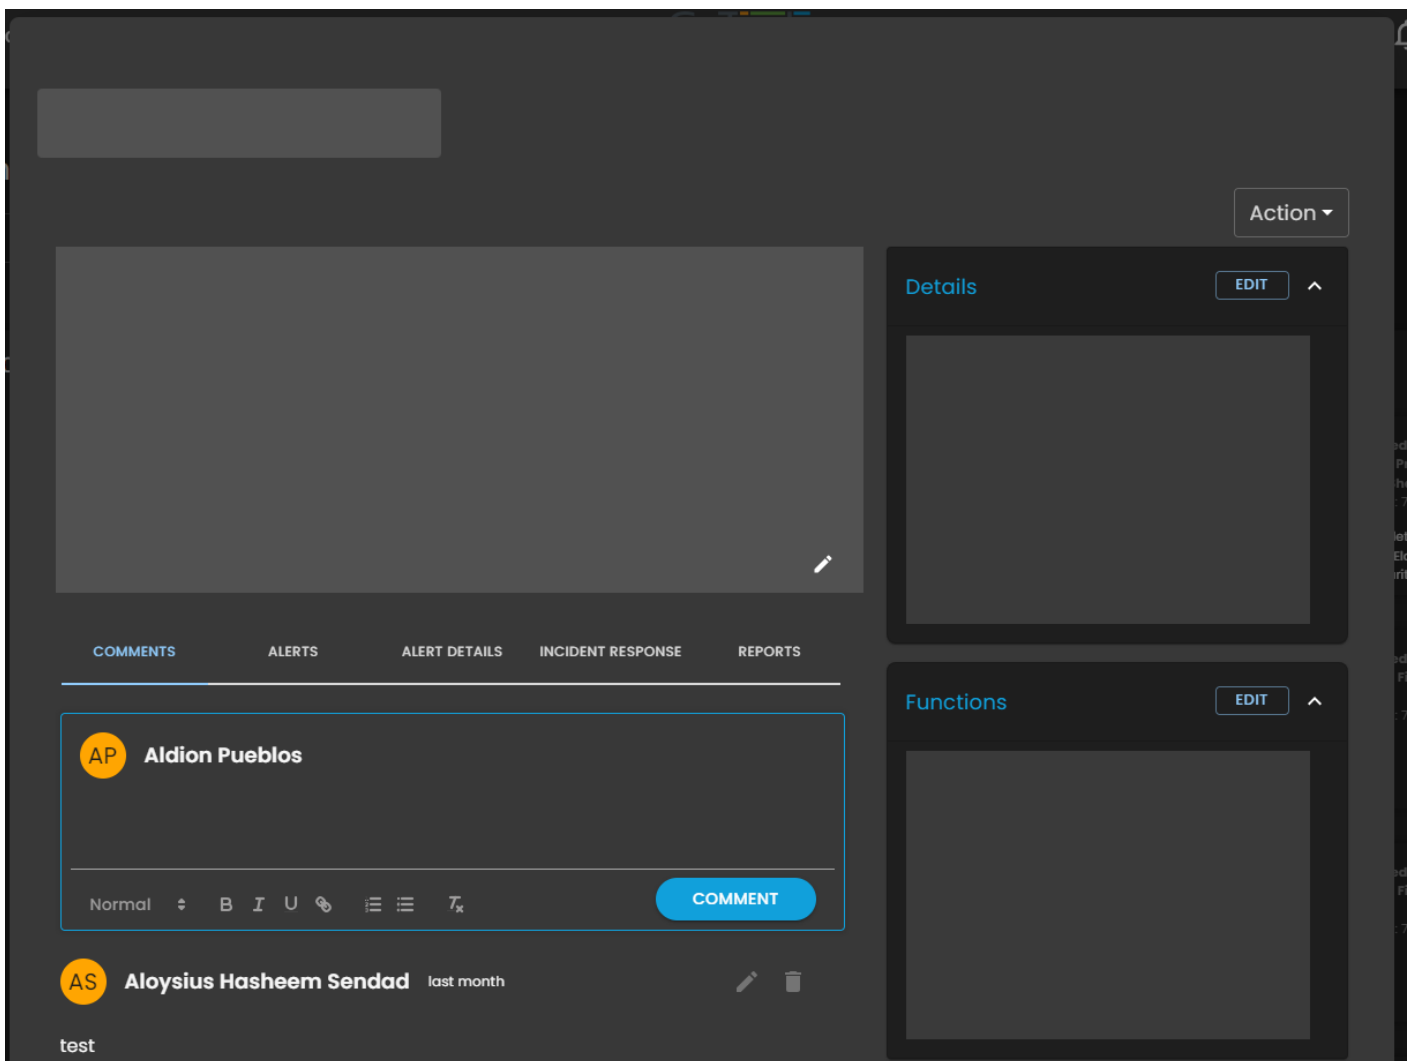 Action
Details
EDIT
COMMENTS ALERTS ALERT DETAILS INCIDENT RESPONSE REPORTS
Functions
EDIT
AP Aldion Pueblos
Normal B I U Tx
COMMENT
AS Aloysius Hasheem Sendad last month
test